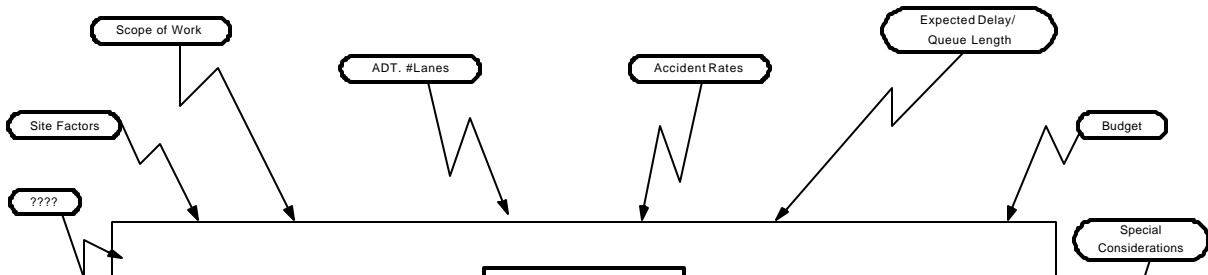 Scope of Work
Expected Delay/
Queue Length
ADT. #Lanes
Accident Rates
Site Factors
Budget
????
Special
Considerations